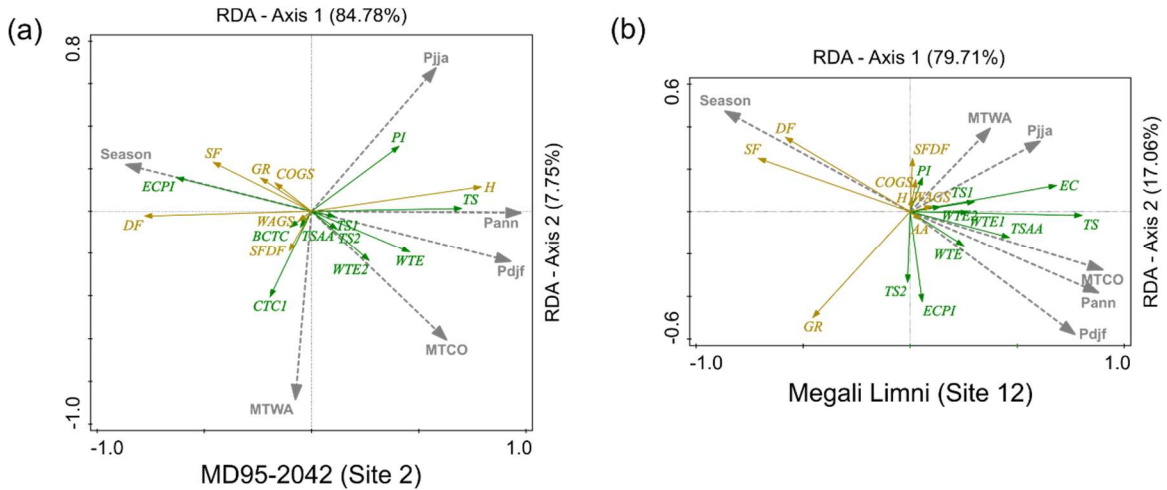 (a)
RDA - Axis 1 (84.78%)
0.8
Pjja
PI
Season
SF
GR
COGS
ECPI
H
TS
DF
WAGS
TS1
Pann
BCTC
TSAA
TS2
SFDF
WTE
WTE2
Pdjf
CTC1
MTCO
MTWA
-1.0
-1.0
1.0
RDA - Axis 2 (7.75%)
MD95-2042 (Site 2)
(b)
RDA - Axis 1 (79.71%)
0.6
Season
MTWA
DF
Pjja
SF
SFDF
PI
COGS
EC
TS1
H
WAGS
WTE2
WTE1
TS
AA
TSAA
WTE
MTCO
TS2
Pann
ECPI
GR
Pdjf
-0.6
-1.0
1.0
RDA - Axis 2 (17.06%)
Megali Limni (Site 12)